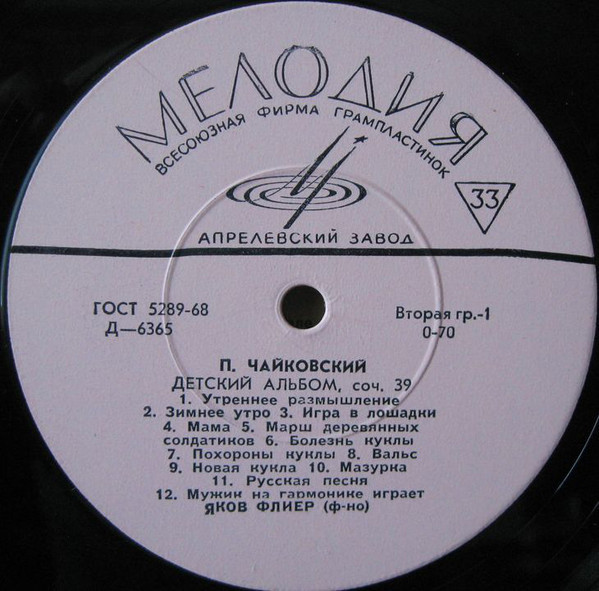 МЕЛОДИЯ
ВСЕСОЮЗНАЯ ФИРМА ГРАМПЛАСТИНОК
33
АПРЕЛЕВСКИЙ ЗАВОД
ГОСТ 5289-68
Д—6365
Вторая гр.-1
0-70
П. ЧАЙКОВСКИЙ
ДЕТСКИЙ АЛЬБОМ, соч. 39
1. Утреннее размышление
2. Зимнее утро 3. Игра в лошадки
4. Мама 5. Марш деревянных
солдатиков 6. Болезнь куклы
7. Похороны куклы 8. Вальс
9. Новая кукла 10. Мазурка
11. Русская песня
12. Мужик на гармонике играет
ЯКОВ ФЛИЕР (ф-но)